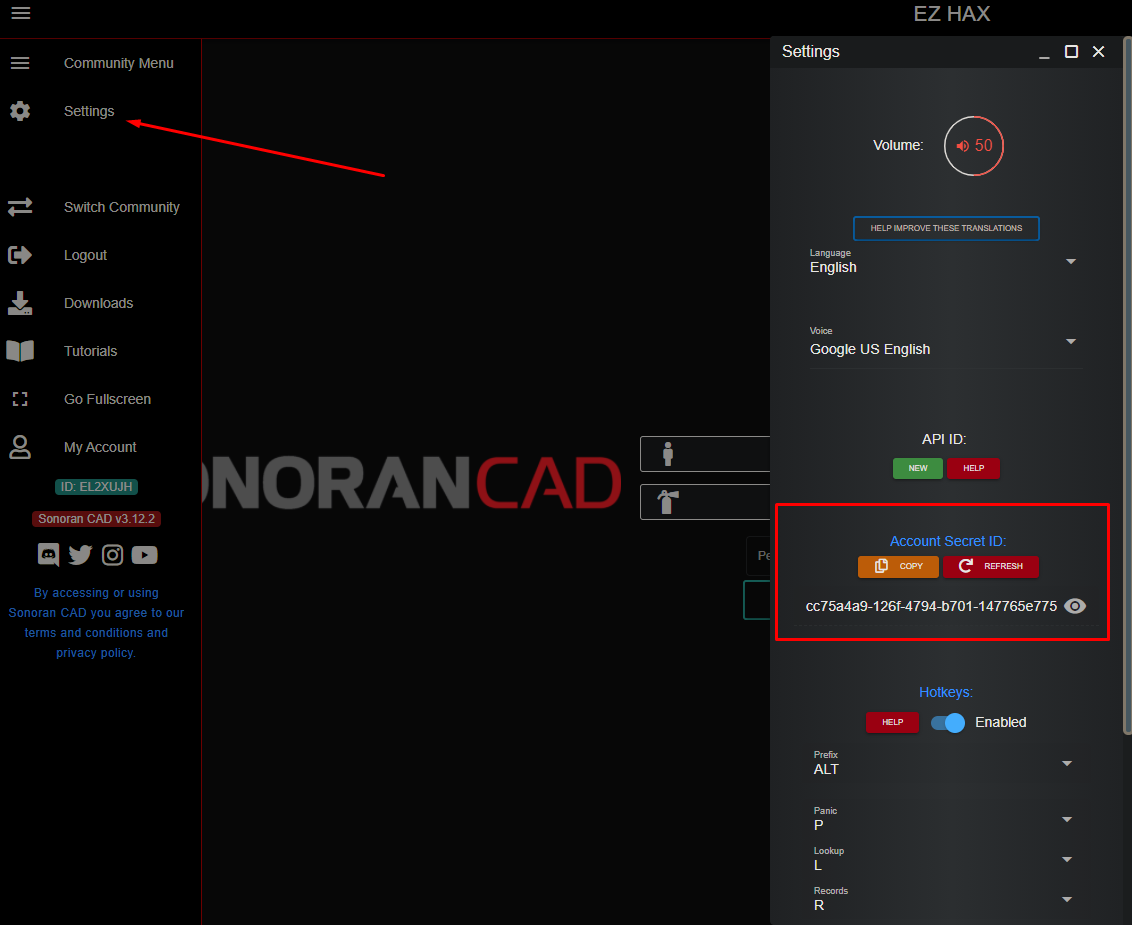 EZ HAX
Community Menu
Settings
Switch Community
Logout
Downloads
Tutorials
Go Fullscreen
My Account
ID: EL2XUJH
Sonoran CAD v3.12.2
By accessing or using
Sonoran CAD you agree to our
terms and conditions and
privacy policy.
ONORANCAD
Pe
Settings
Volume:
50
HELP IMPROVE THESE TRANSLATIONS
Language
English
Voice
Google US English
API ID:
NEW HELP
Account Secret ID:
COPY REFRESH
cc75a4a9-126f-4794-b701-147765e775
Hotkeys:
HELP Enabled
Prefix
ALT
Panic
P
Lookup
L
Records
R